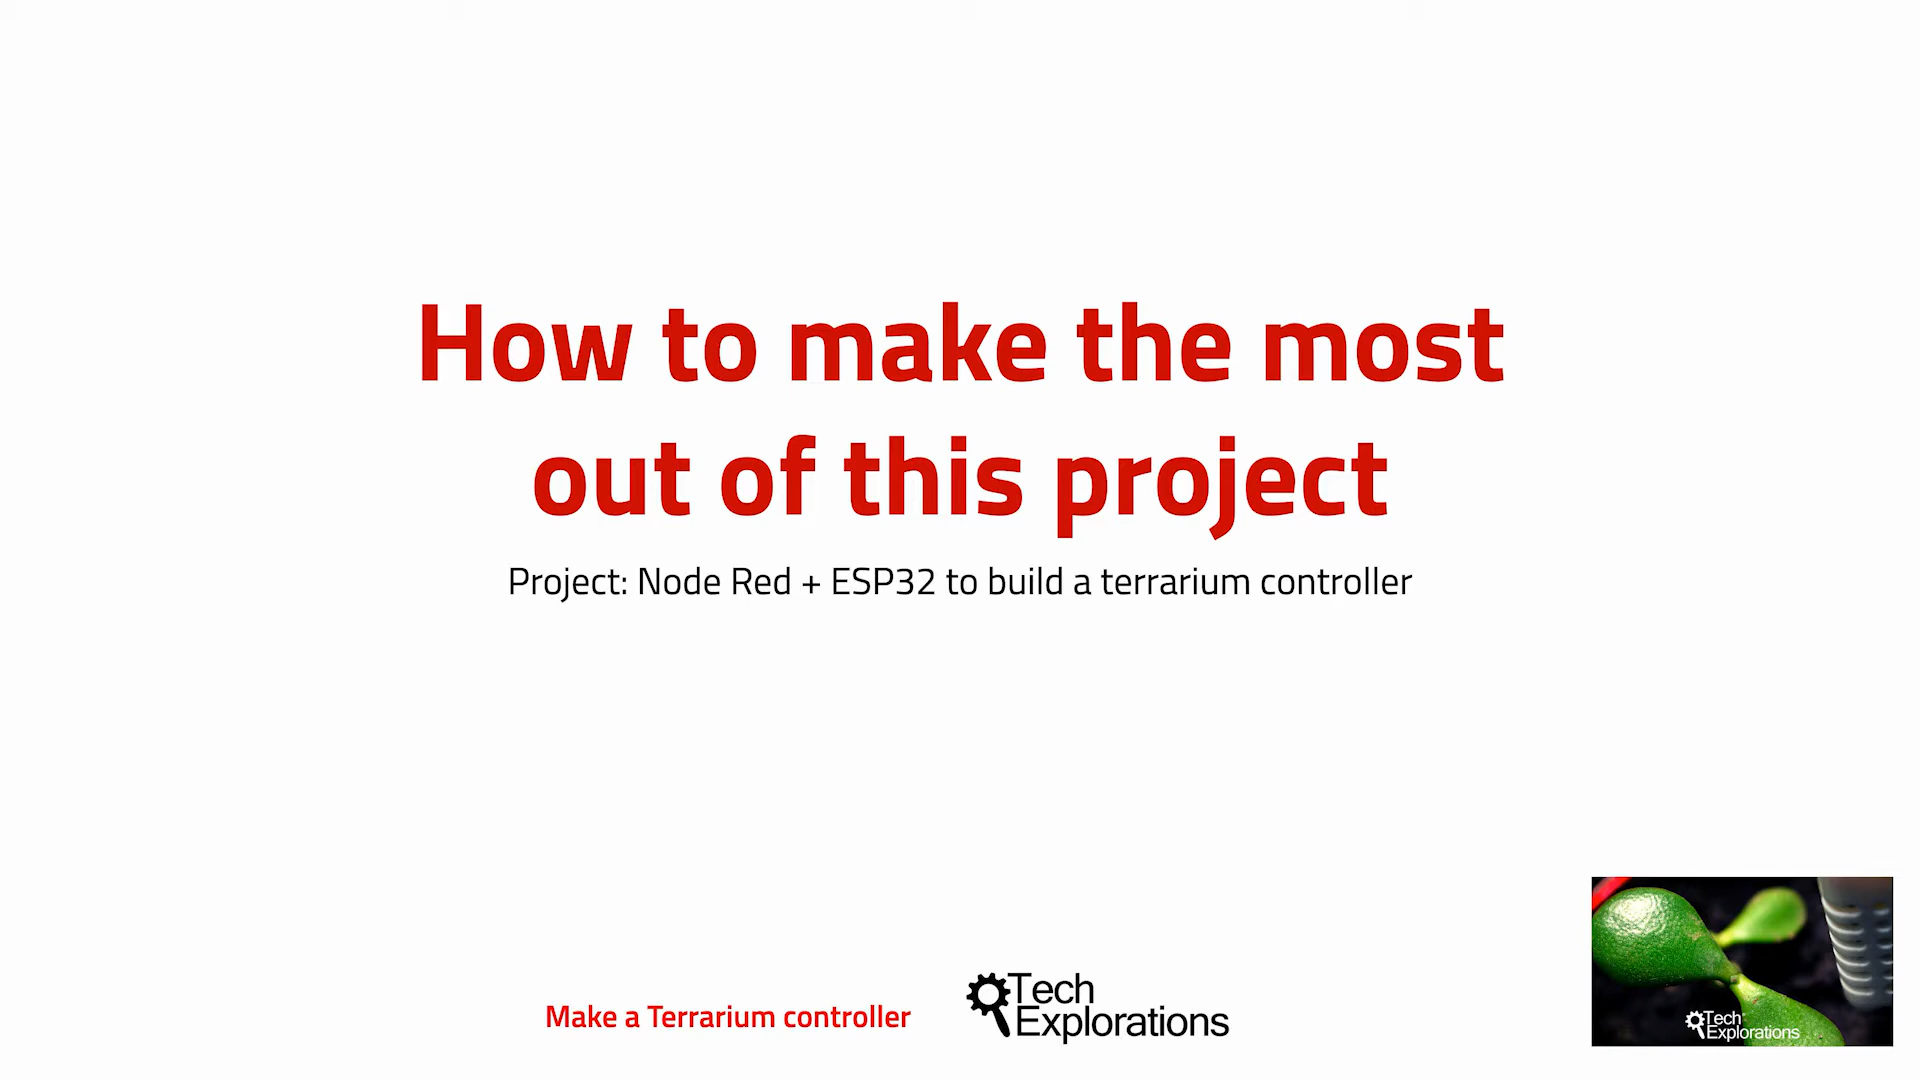 How to make the most
out of this project
Project: Node Red + ESP32 to build a terrarium controller
Make a Terrarium controller
Tech
Explorations
Tech
Explorations